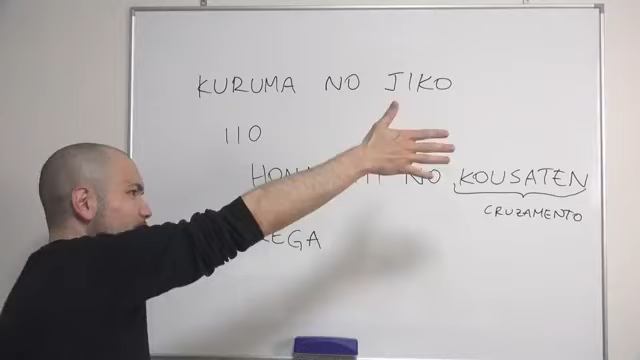 KURUMA NO JIKO
110
NO KOUSATEN
CRUZAMENTO